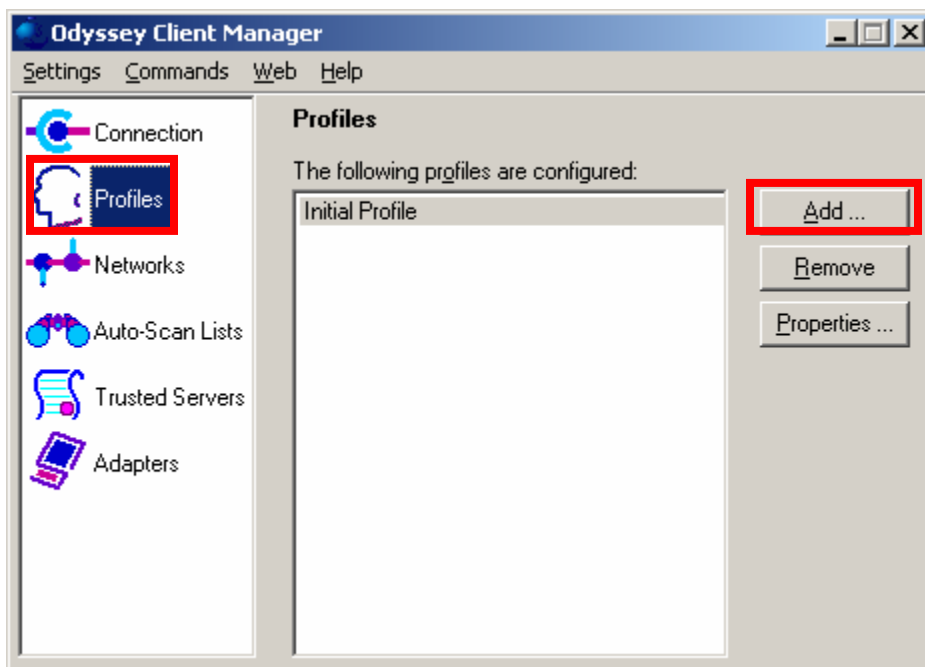 Odyssey Client Manager
Settings Commands Web Help
Connection
Profiles
Networks
Auto-Scan Lists
Trusted Servers
Adapters
Profiles
The following profiles are configured:
Initial Profile
Add ...
Remove
Properties ...